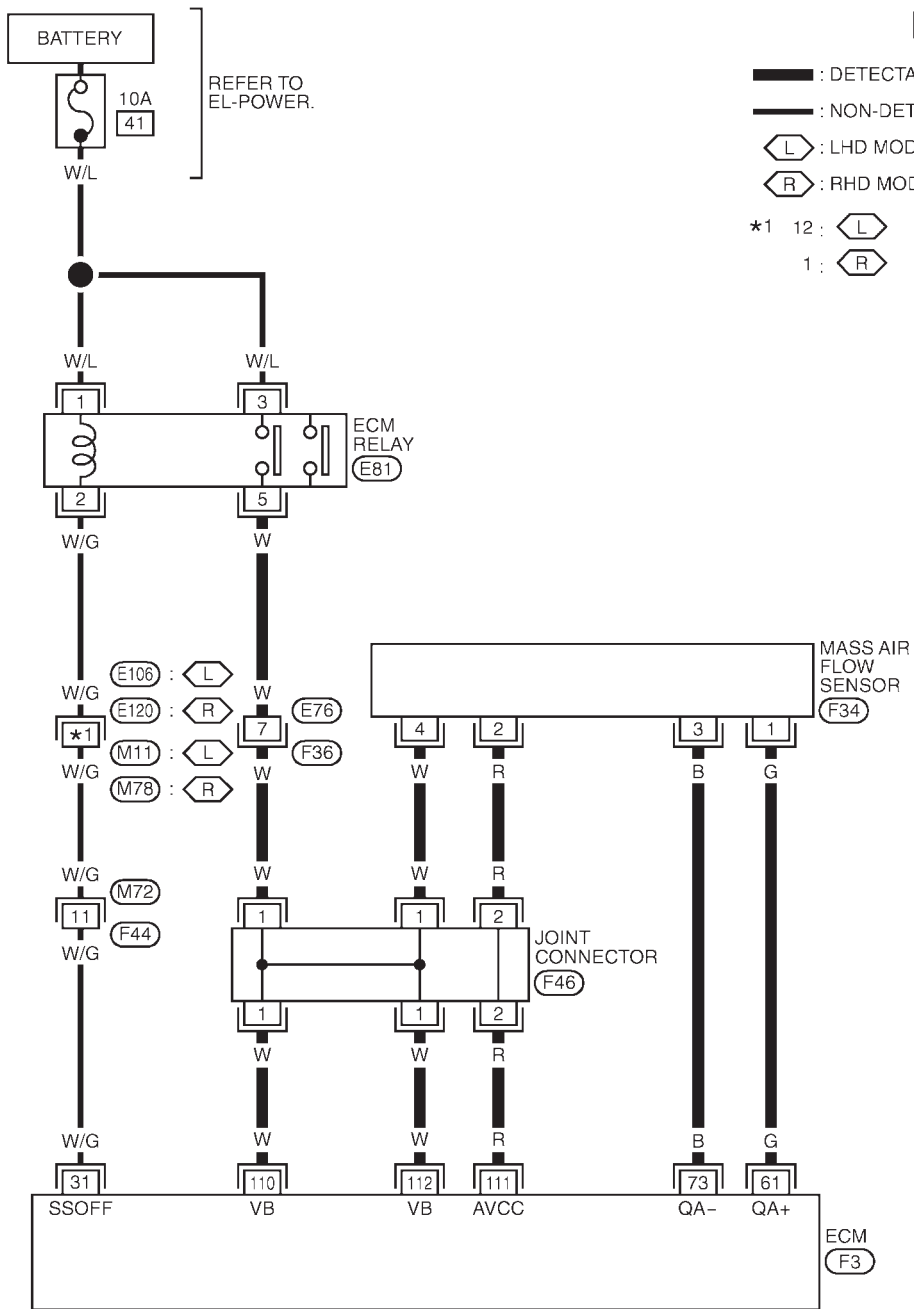 BATTERY
10A
41
REFER TO
EL-POWER.
W/L
: DETECTA
: NON-DET
L : LHD MOD
R : RHD MOD
*1 12 : L
1 : R
W/L W/L
1 3
ECM
RELAY
E81
2 5
W/G W
MASS AIR
FLOW
SENSOR
F34
E106 : L
W/G W
E120 : R E76
*1 7 4 2 3 1
M11 : L F36
W/G W W R B G
M78 : R
W/G W W R
M72
11 1 1 2
F44
W/G
JOINT
CONNECTOR
F46
1 1 2
W W R
W/G W W R B G
31 110 112 111 73 61
SSOFF VB VB AVCC QA− QA+
ECM
F3